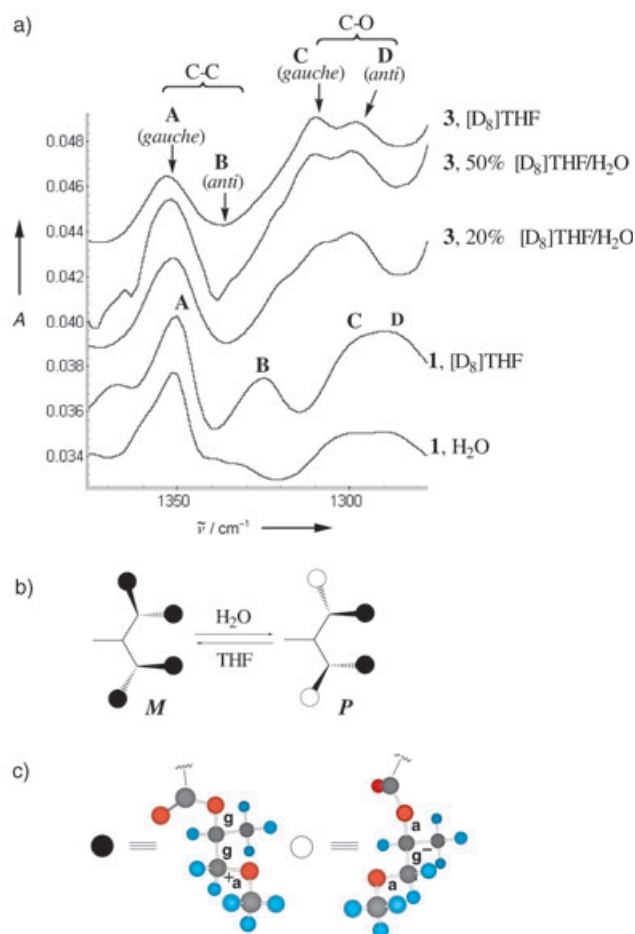 a)
C-O
C-C
C
(gauche)
D
(anti)
A
(gauche)
B
(anti)
3, [D₈]THF
3, 50% [D₈]THF/H₂O
3, 20% [D₈]THF/H₂O
0.048
0.046
0.044
0.042
0.040
0.038
0.036
0.034
A
A
B
C
D
1, [D₈]THF
1, H₂O
1350
1300
ṽ / cm⁻¹
b)
H₂O
THF
M
P
c)
g
g
+a
a
g⁻
a